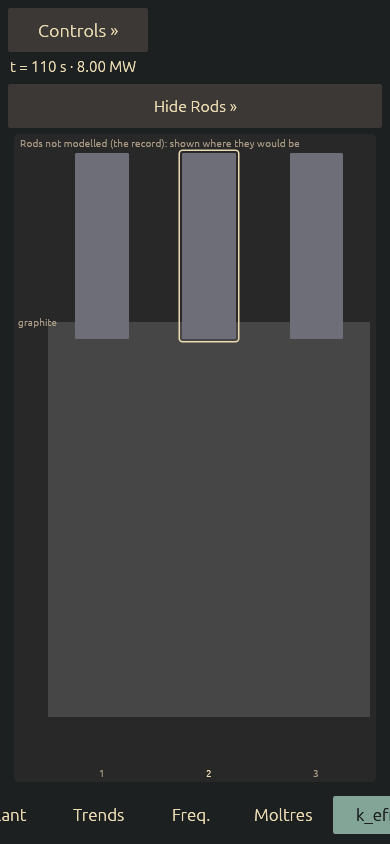 Controls »
t = 110 s · 8.00 MW
Hide Rods »
Rods not modelled (the record): shown where they would be
graphite
1 2 3
ant Trends Freq. Moltres k_ef